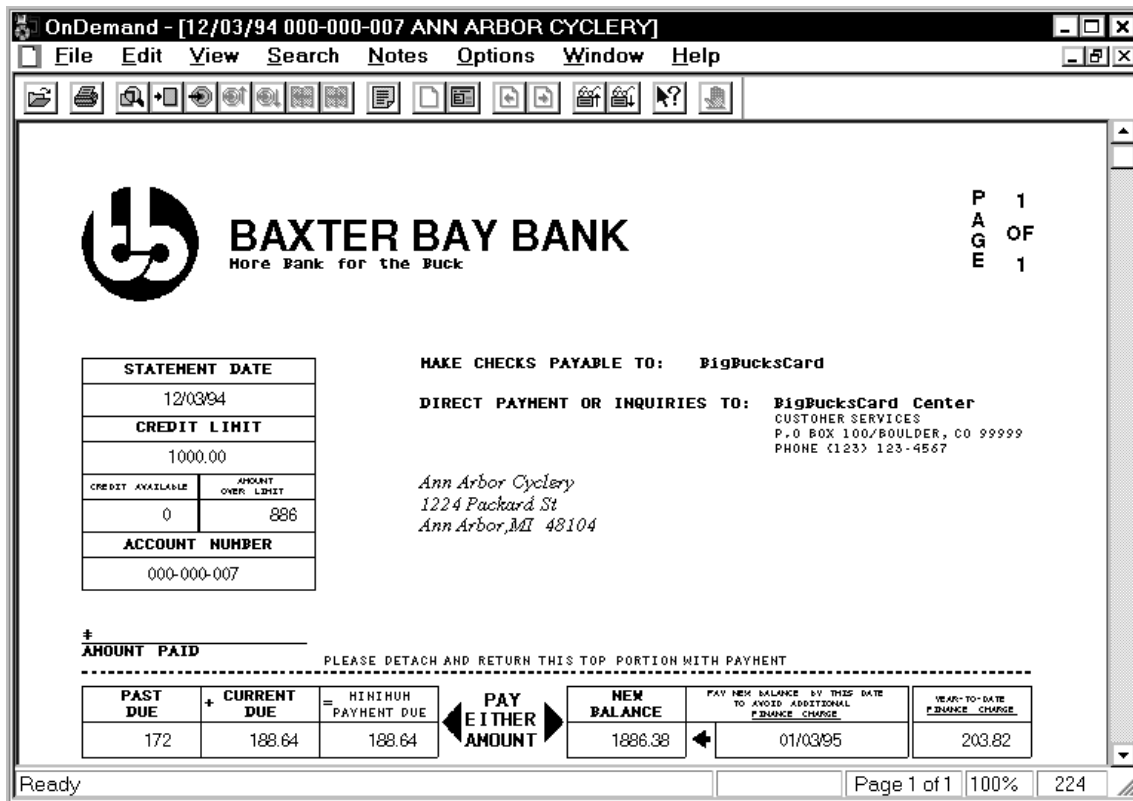 OnDemand - [12/03/94 000-000-007 ANN ARBOR CYCLERY]
File Edit View Search Notes Options Window Help
BAXTER BAY BANK
More Bank for the Buck
PAGE 1 OF 1
STATEMENT DATE
12/03/94
CREDIT LIMIT
1000.00
CREDIT AVAILABLE
AMOUNT OVER LIMIT
0 886
ACCOUNT NUMBER
000-000-007
MAKE CHECKS PAYABLE TO: BigBucksCard
DIRECT PAYMENT OR INQUIRIES TO: BigBucksCard Center
CUSTOMER SERVICES
P.O BOX 100/BOULDER, CO 99999
PHONE (123) 123-4567
Ann Arbor Cyclery
1224 Packard St
Ann Arbor,MI 48104
AMOUNT PAID
PLEASE DETACH AND RETURN THIS TOP PORTION WITH PAYMENT
PAST DUE
+ CURRENT DUE
= MINIMUM PAYMENT DUE
PAY EITHER AMOUNT
NEW BALANCE
PAY NEW BALANCE BY THIS DATE
TO AVOID ADDITIONAL
FINANCE CHARGE
YEAR-TO-DATE
FINANCE CHARGE
172 188.64 188.64 1886.38 01/03/95 203.82
Ready Page 1 of 1 100% 224